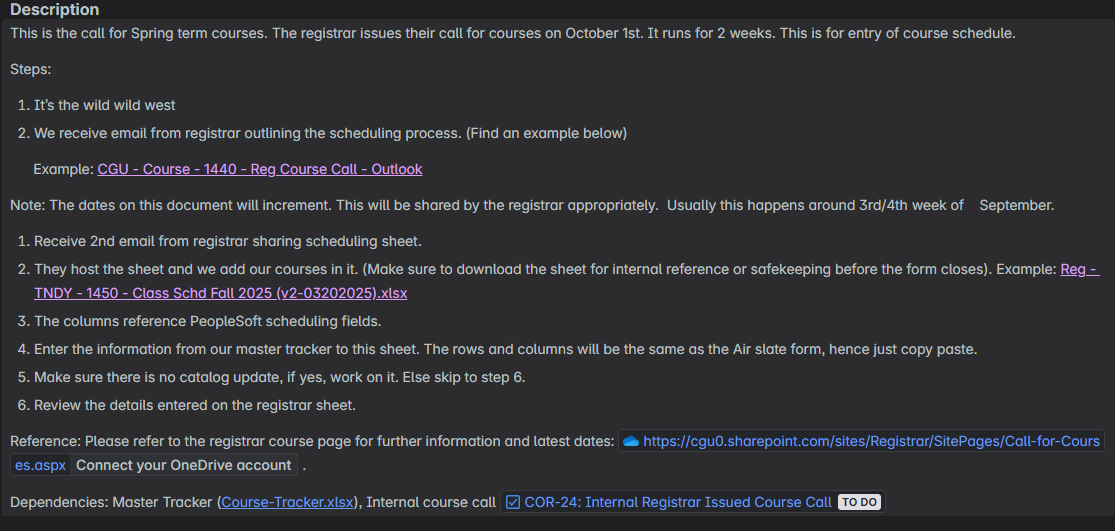 Description
This is the call for Spring term courses. The registrar issues their call for courses on October 1st. It runs for 2 weeks. This is for entry of course schedule.
Steps:
1. It’s the wild wild west
2. We receive email from registrar outlining the scheduling process. (Find an example below)
Example: CGU - Course - 1440 - Reg Course Call - Outlook
Note: The dates on this document will increment. This will be shared by the registrar appropriately.  Usually this happens around 3rd/4th week of    September.
1. Receive 2nd email from registrar sharing scheduling sheet.
2. They host the sheet and we add our courses in it. (Make sure to download the sheet for internal reference or safekeeping before the form closes). Example: Reg -
TNDY - 1450 - Class Schd Fall 2025 (v2-03202025).xlsx
3. The columns reference PeopleSoft scheduling fields.
4. Enter the information from our master tracker to this sheet. The rows and columns will be the same as the Air slate form, hence just copy paste.
5. Make sure there is no catalog update, if yes, work on it. Else skip to step 6.
6. Review the details entered on the registrar sheet.
Reference: Please refer to the registrar course page for further information and latest dates: https://cgu0.sharepoint.com/sites/Registrar/SitePages/Call-for-Cours
es.aspx Connect your OneDrive account .
Dependencies: Master Tracker (Course-Tracker.xlsx), Internal course call COR-24: Internal Registrar Issued Course Call TO DO